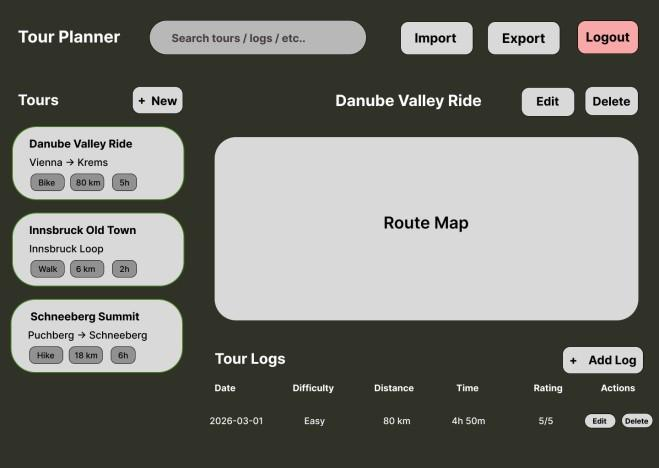 Tour Planner
Search tours / logs / etc..
Import
Export
Logout
Tours
+ New
Danube Valley Ride
Vienna → Krems
Bike 80 km 5h
Innsbruck Old Town
Innsbruck Loop
Walk 6 km 2h
Schneeberg Summit
Puchberg → Schneeberg
Hike 18 km 6h
Danube Valley Ride
Edit
Delete
Route Map
Tour Logs
+ Add Log
Date Difficulty Distance Time Rating Actions
2026-03-01 Easy 80 km 4h 50m 5/5 Edit Delete